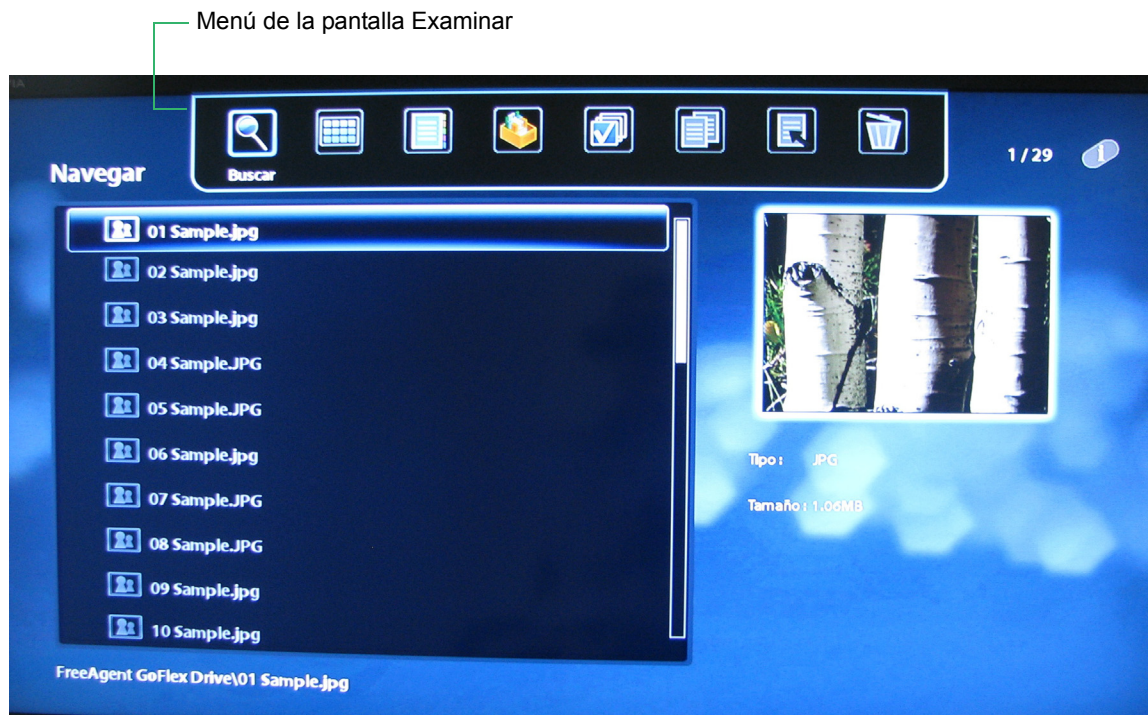 Menú de la pantalla Examinar
Navegar
Buscar
1/29
01 Sample.jpg
02 Sample.jpg
03 Sample.jpg
04 Sample.JPG
05 Sample.JPG
06 Sample.jpg
07 Sample.JPG
08 Sample.JPG
09 Sample.jpg
10 Sample.jpg
Tipo : JPG
Tamaño : 1.06MB
FreeAgent GoFlex Drive\01 Sample.jpg